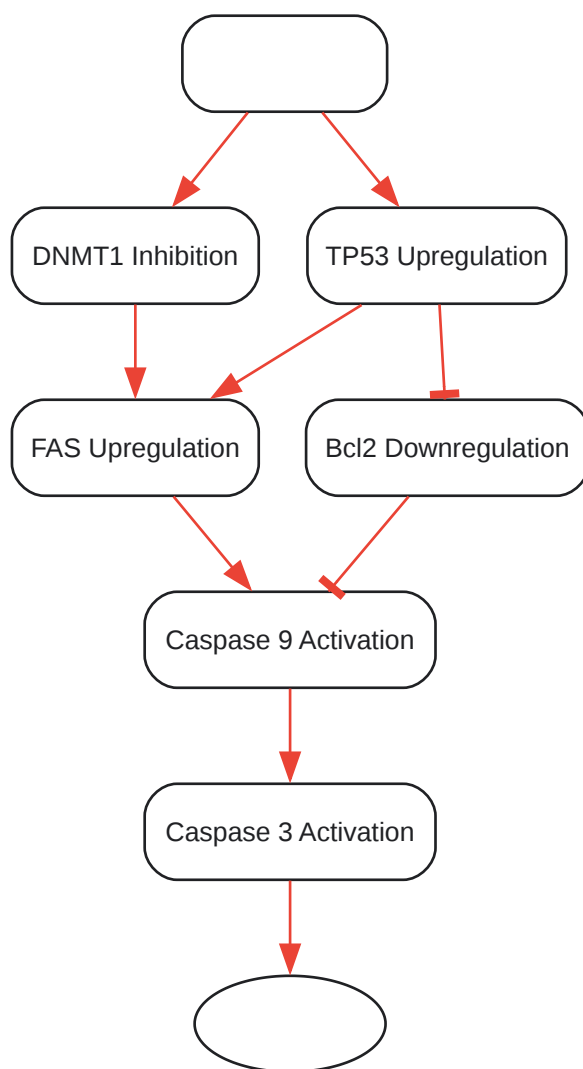 DNMT1 Inhibition
TP53 Upregulation
FAS Upregulation
Bcl2 Downregulation
Caspase 9 Activation
Caspase 3 Activation